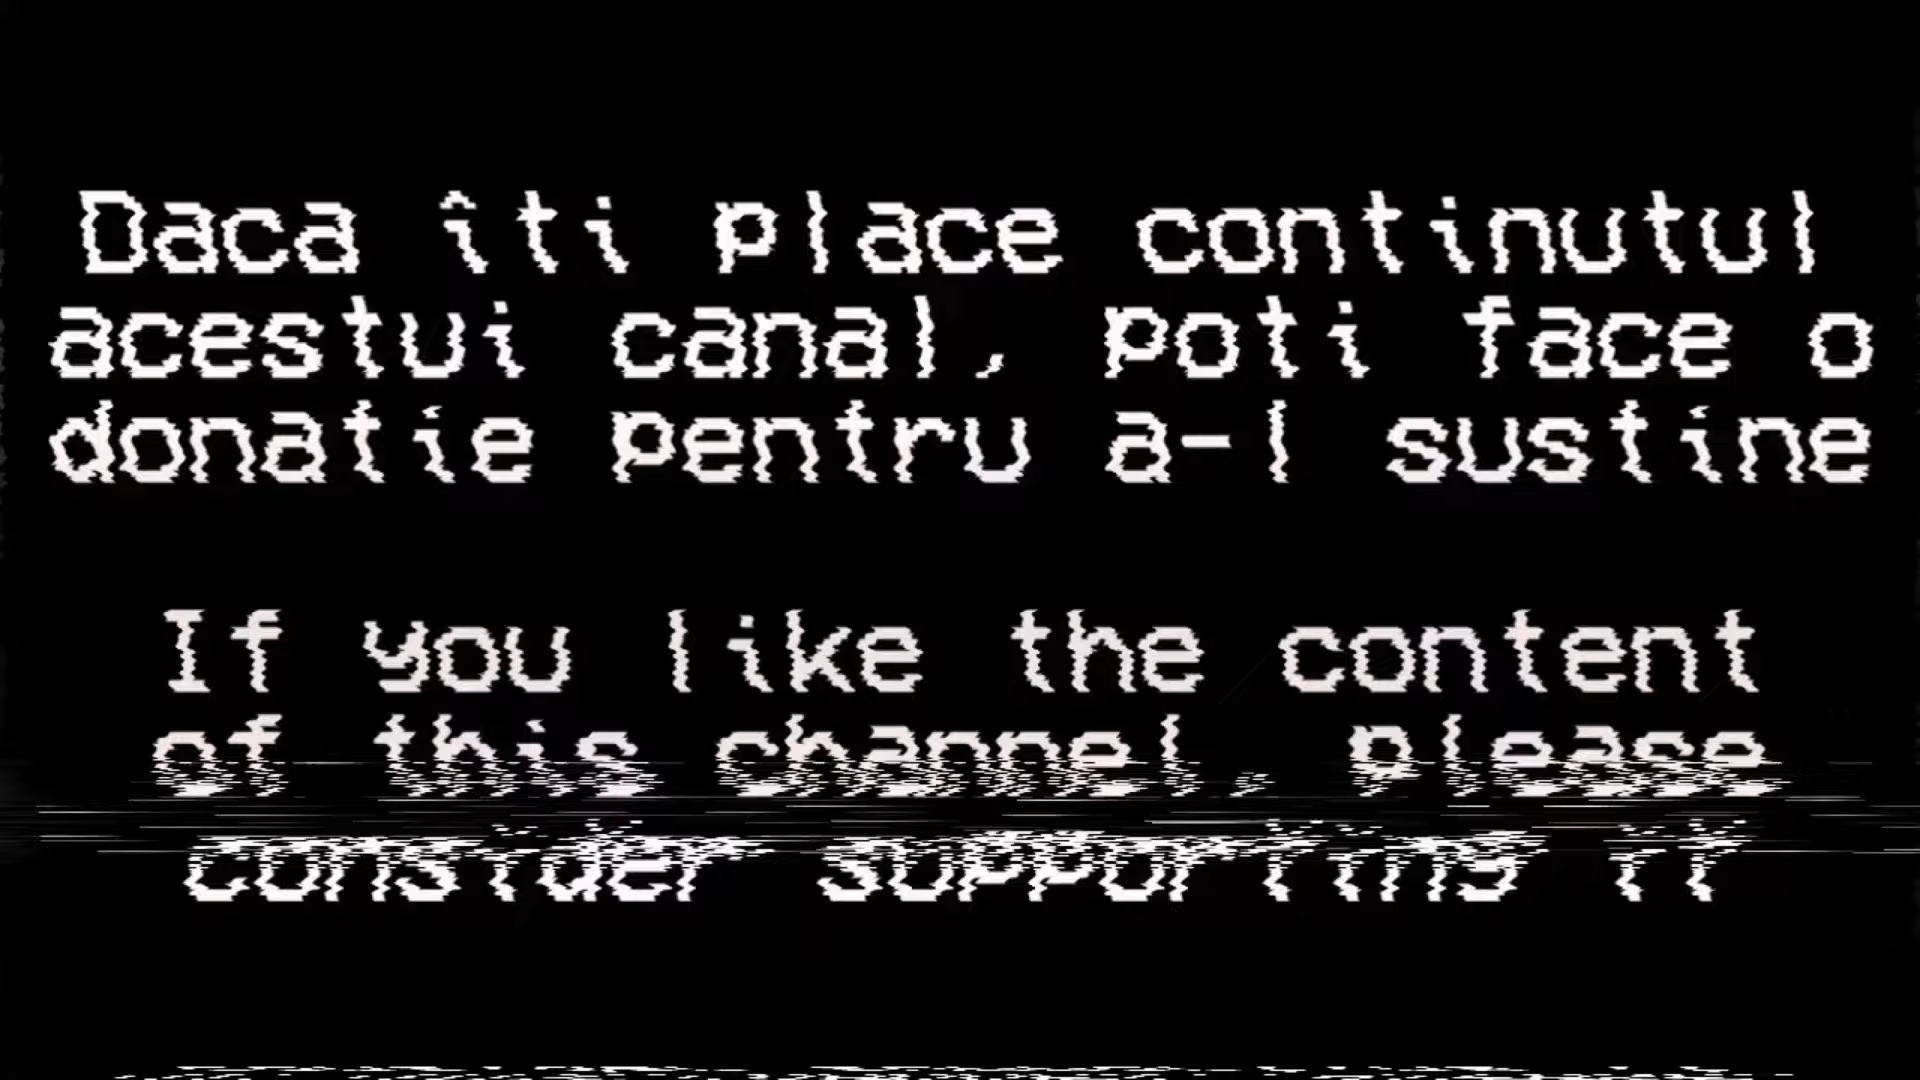 Daca îti place continutul
acestui canal, poti face o
donatie pentru a-l sustine
If you like the content
of this channel, please
consider supporting it